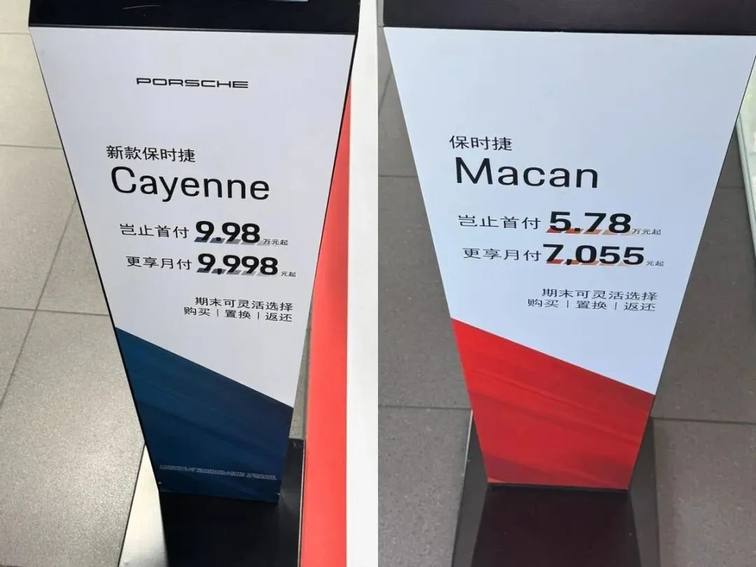 PORSCHE
新款保时捷
Cayenne
岂止首付 9.98 万元起
更享月付 9,998 元起
期末可灵活选择
购买 | 置换 | 返还
保时捷
Macan
岂止首付 5.78 万元起
更享月付 7,055 元起
期末可灵活选择
购买 | 置换 | 返还